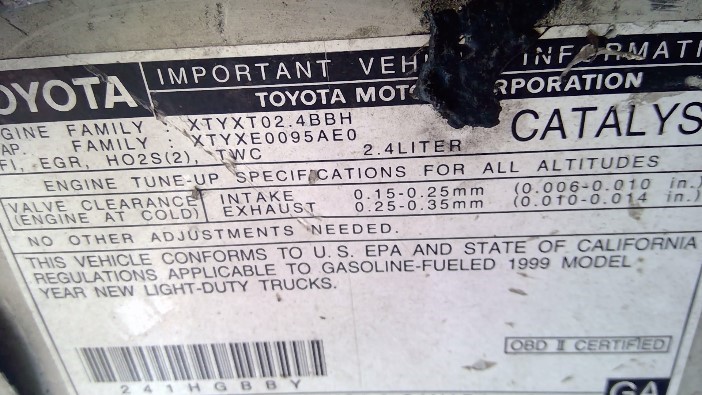 OYOTA
IMPORTANT VEH INFORMATI
TOYOTA MOTO CORPORATION
GINE FAMILY : XTYXT02.4BBH
AP. FAMILY : XTYXE0095AE0
FI, EGR, HO2S(2), TWC 2.4LITER
CATALYS
ENGINE TUNE-UP SPECIFICATIONS FOR ALL ALTITUDES
VALVE CLEARANCE INTAKE 0.15-0.25mm (0.006-0.010 in.)
(ENGINE AT COLD) EXHAUST 0.25-0.35mm (0.010-0.014 in.)
NO OTHER ADJUSTMENTS NEEDED.
THIS VEHICLE CONFORMS TO U.S. EPA AND STATE OF CALIFORNIA
REGULATIONS APPLICABLE TO GASOLINE-FUELED 1999 MODEL
YEAR NEW LIGHT-DUTY TRUCKS.
OBD II CERTIFIED
241HGBBY